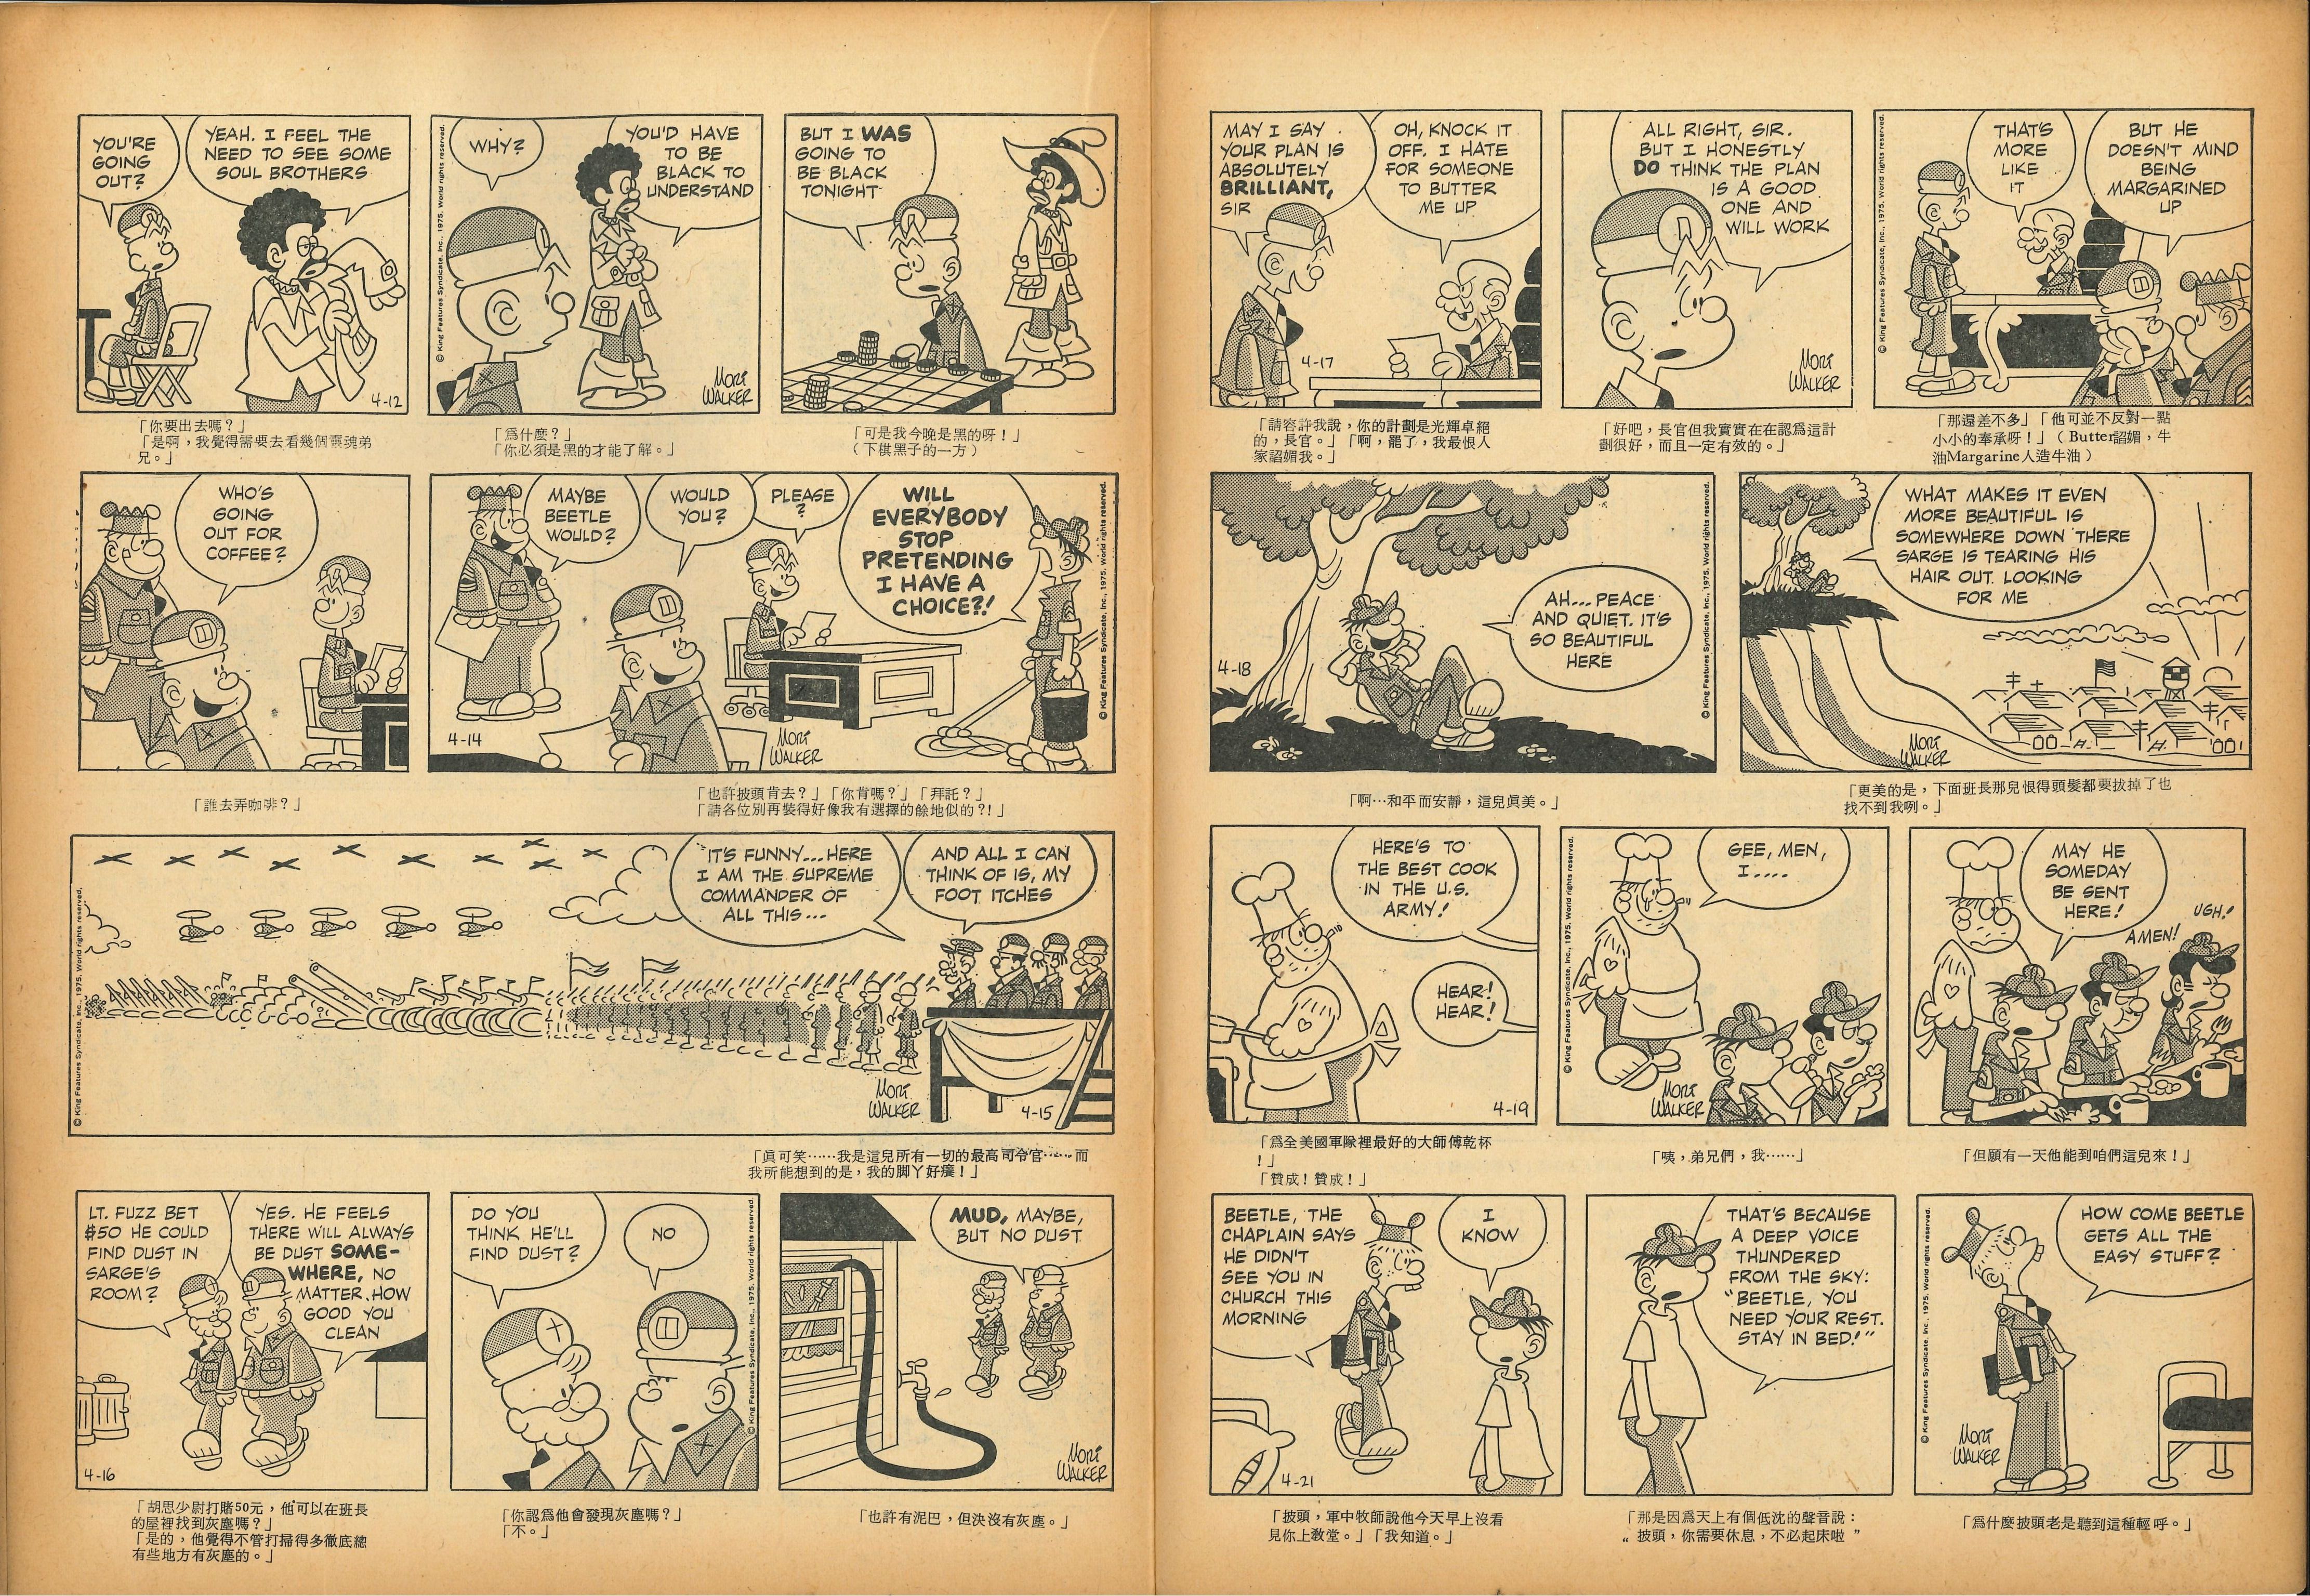 YOU'RE
GOING
OUT?
YEAH. I FEEL THE
NEED TO SEE SOME
SOUL BROTHERS
4-12
© King Features Syndicate, Inc., 1975. World rights reserved.
WHY?
YOU'D HAVE
TO BE
BLACK TO
UNDERSTAND
MORT
WALKER
BUT I WAS
GOING TO
BE BLACK
TONIGHT
「你要出去嗎？」
「是啊，我覺得需要去看幾個靈魂弟
兄。」
「爲什麼？」
「你必須是黑的才能了解。」
「可是我今晚是黑的呀！」
（下棋黑子的一方）
WHO'S
GOING
OUT FOR
COFFEE?
MAYBE
BEETLE
WOULD?
WOULD
YOU?
PLEASE
?
WILL
EVERYBODY
STOP
PRETENDING
I HAVE A
CHOICE?!
4-14
MORT
WALKER
© King Features Syndicate, Inc., 1975. World rights reserved.
「誰去弄咖啡？」
「也許披頭肯去？」「你肯嗎？」「拜託？」
「請各位別再裝得好像我有選擇的餘地似的？！」
© King Features Syndicate, Inc., 1975. World rights reserved.
IT'S FUNNY...HERE
I AM THE SUPREME
COMMANDER OF
ALL THIS...
AND ALL I CAN
THINK OF IS, MY
FOOT ITCHES
MORT
WALKER
4-15
「眞可笑……我是這兒所有一切的最高司令官……而
我所能想到的是，我的脚丫好癢！」
LT. FUZZ BET
$50 HE COULD
FIND DUST IN
SARGE'S
ROOM?
YES. HE FEELS
THERE WILL ALWAYS
BE DUST SOME-
WHERE, NO
MATTER HOW
GOOD YOU
CLEAN
4-16
DO YOU
THINK HE'LL
FIND DUST?
NO
© King Features Syndicate, Inc., 1975. World rights reserved.
MUD, MAYBE,
BUT NO DUST
MORT
WALKER
「胡思少尉打賭50元，他可以在班長
的屋裡找到灰塵嗎？」
「是的，他覺得不管打掃得多徹底總
有些地方有灰塵的。」
「你認爲他會發現灰塵嗎？」
「不。」
「也許有泥巴，但決沒有灰塵。」
MAY I SAY
YOUR PLAN IS
ABSOLUTELY
BRILLIANT,
SIR
OH, KNOCK IT
OFF. I HATE
FOR SOMEONE
TO BUTTER
ME UP
4-17
ALL RIGHT, SIR.
BUT I HONESTLY
DO THINK THE PLAN
IS A GOOD
ONE AND
WILL WORK
MORT
WALKER
© King Features Syndicate, Inc., 1975. World rights reserved.
THAT'S
MORE
LIKE
IT
BUT HE
DOESN'T MIND
BEING
MARGARINED
UP
「請容許我說，你的計劃是光輝卓絕
的，長官。」「啊，罷了，我最恨人
家諂媚我。」
「好吧，長官但我實實在在認爲這計
劃很好，而且一定有效的。」
「那還差不多」「他可並不反對一點
小小的奉承呀！」（Butter諂媚，牛
油Margarine人造牛油）
4-18
AH...PEACE
AND QUIET. IT'S
SO BEAUTIFUL
HERE
© King Features Syndicate, Inc., 1975. World rights reserved.
WHAT MAKES IT EVEN
MORE BEAUTIFUL IS
SOMEWHERE DOWN THERE
SARGE IS TEARING HIS
HAIR OUT LOOKING
FOR ME
MORT
WALKER
「啊…和平而安靜，這兒眞美。」
「更美的是，下面班長那兒恨得頭髮都要拔掉了也
找不到我咧。」
HERE'S TO
THE BEST COOK
IN THE U.S.
ARMY!
HEAR!
HEAR!
4-19
© King Features Syndicate, Inc., 1975. World rights reserved.
GEE, MEN,
I.....
MORT
WALKER
MAY HE
SOMEDAY
BE SENT
HERE!
AMEN!
UGH!
「爲全美國軍隊裡最好的大師傅乾杯
！」
「贊成！贊成！」
「咦，弟兄們，我……」
「但願有一天他能到咱們這兒來！」
BEETLE, THE
CHAPLAIN SAYS
HE DIDN'T
SEE YOU IN
CHURCH THIS
MORNING
I
KNOW
4-21
THAT'S BECAUSE
A DEEP VOICE
THUNDERED
FROM THE SKY:
"BEETLE, YOU
NEED YOUR REST.
STAY IN BED!"
© King Features Syndicate, Inc., 1975. World rights reserved.
HOW COME BEETLE
GETS ALL THE
EASY STUFF?
MORT
WALKER
「披頭，軍中牧師說他今天早上沒看
見你上敎堂。」「我知道。」
「那是因爲天上有個低沈的聲音說：
“披頭，你需要休息，不必起床啦”
「爲什麼披頭老是聽到這種輕呼。」